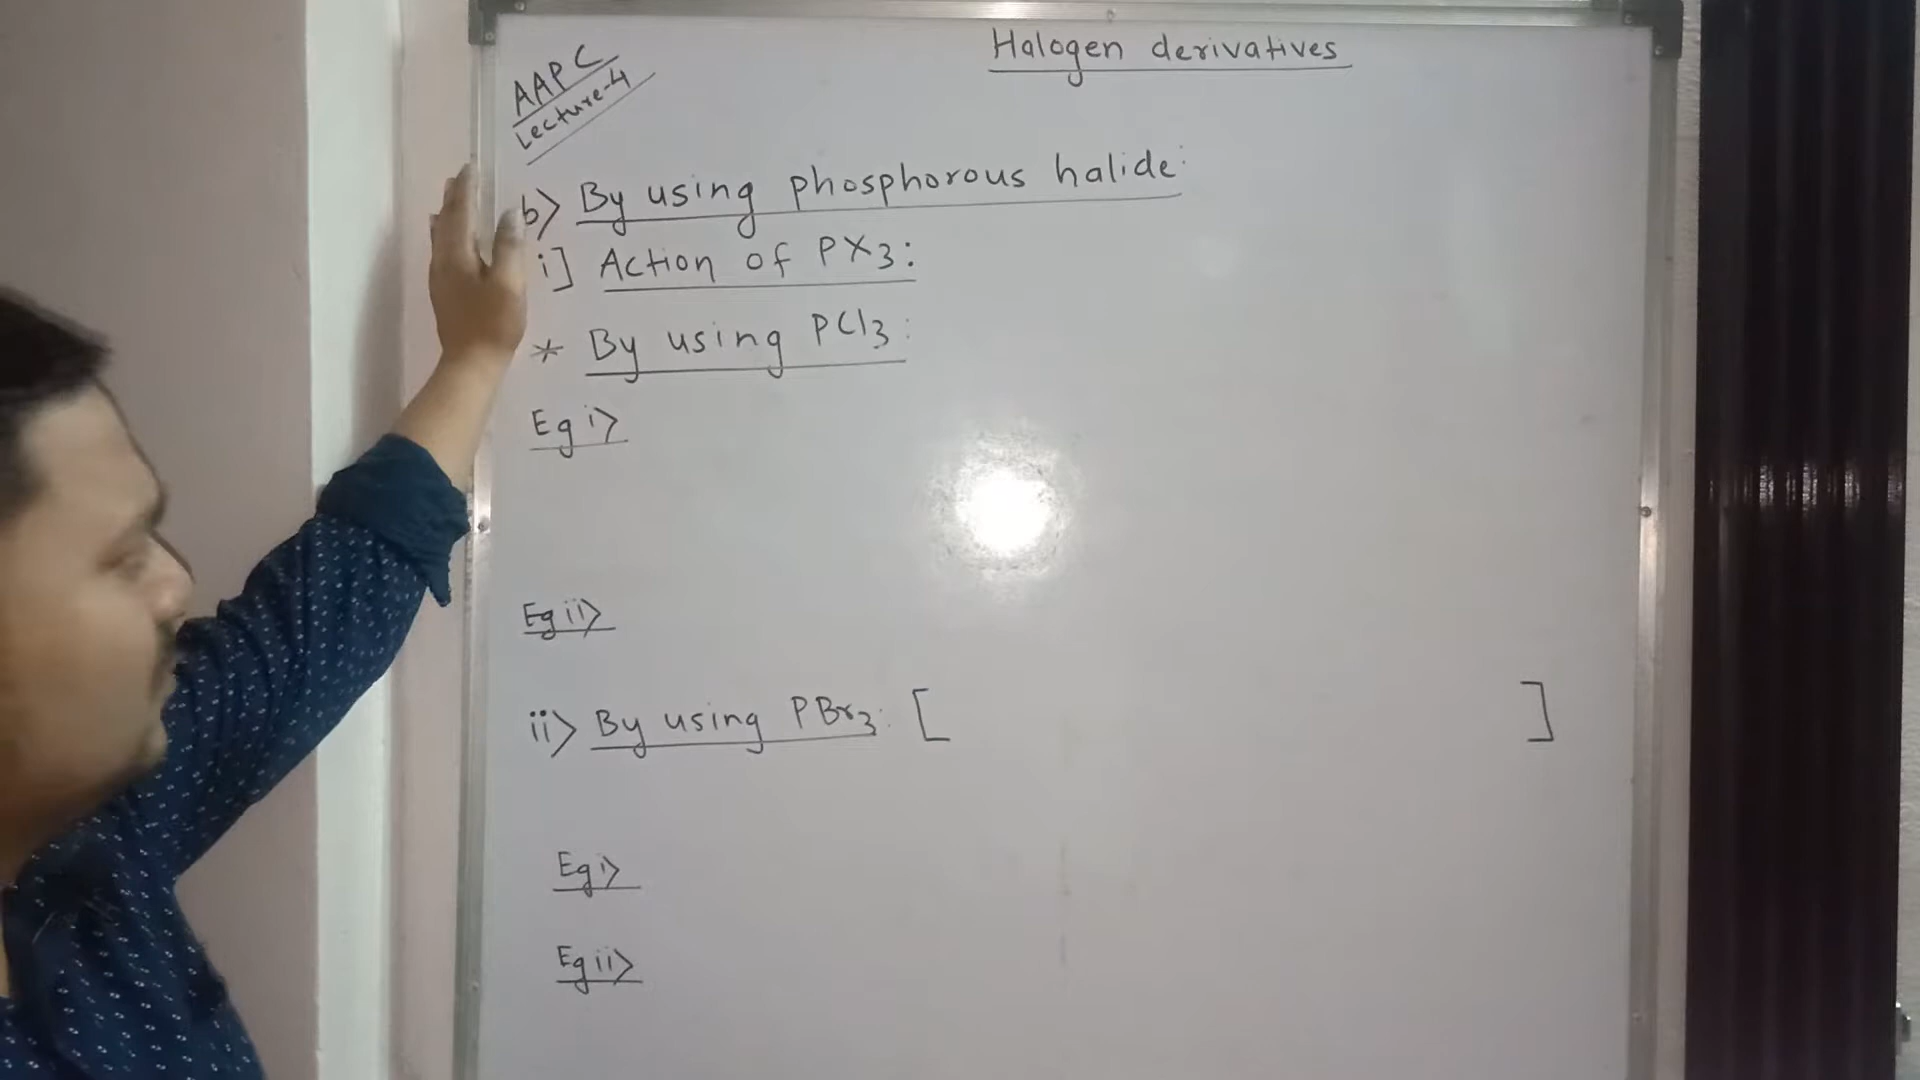 Halogen derivatives
AAPC
Lecture-4
b) By using phosphorous halide:
i] Action of PX3:
* By using PCl3:
Eg i>
Eg ii>
ii> By using PBr3: [ ]
Eg i>
Eg ii>